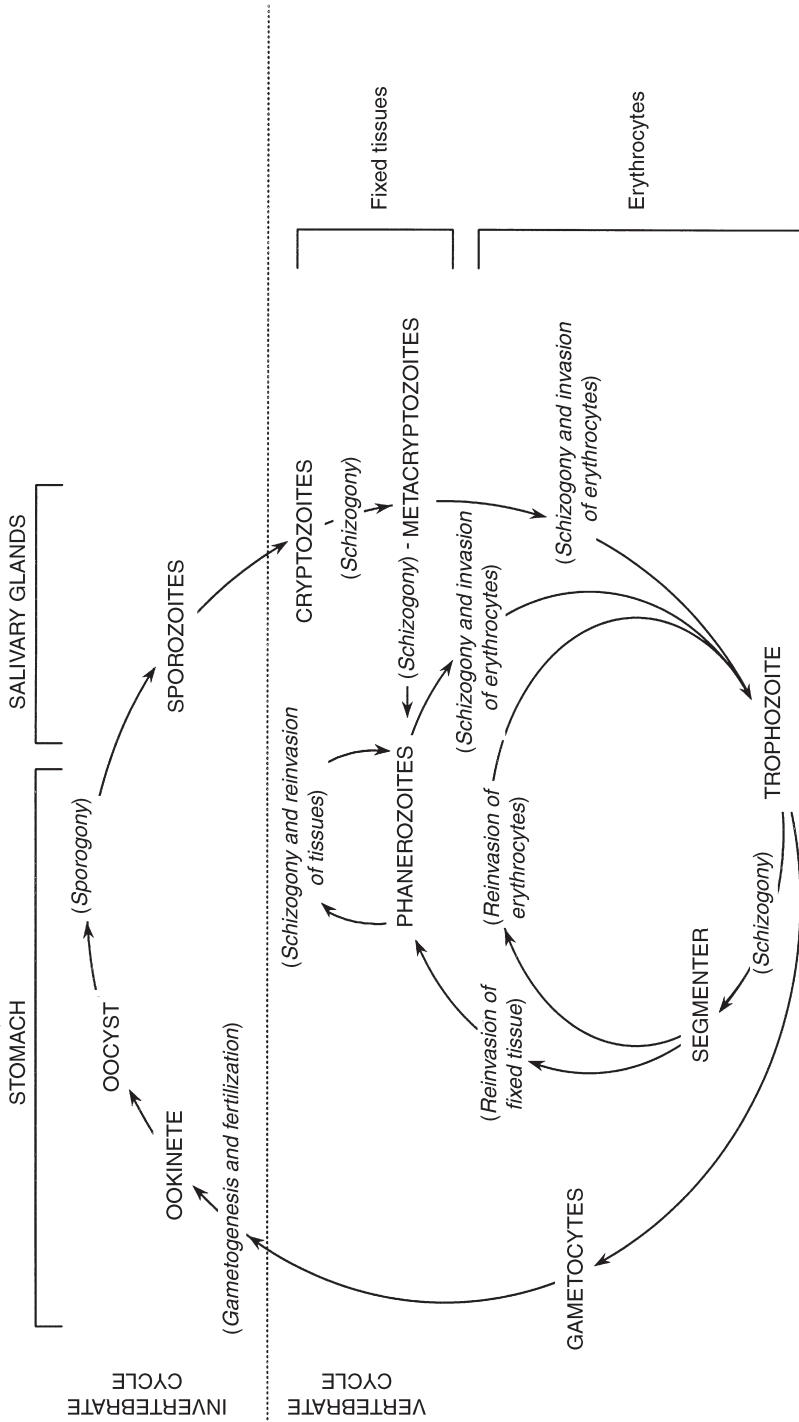 STOMACH
SALIVARY GLANDS
INVERTEBRATE
CYCLE
(Sporogony)
OOCYST
OOKINETE
SPOROZOITES
(Gametogenesis and fertilization)
VERTEBRATE
CYCLE
(Schizogony and reinvasion
of tissues)
CRYPTOZOITES
(Schizogony)
PHANEROZOITES
(Schizogony) - METACRYPTOZOITES
Fixed tissues
(Reinvasion of
fixed tissue)
(Reinvasion of
erythrocytes)
(Schizogony and invasion
of erythrocytes)
(Schizogony and invasion
of erythrocytes)
Erythrocytes
GAMETOCYTES
SEGMENTER
(Schizogony)
TROPHOZOITE